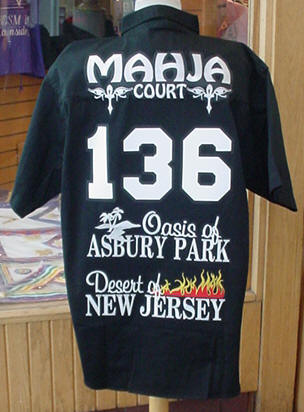 MAHJA
COURT
136
Oasis of
ASBURY PARK
Desert of
NEW JERSEY